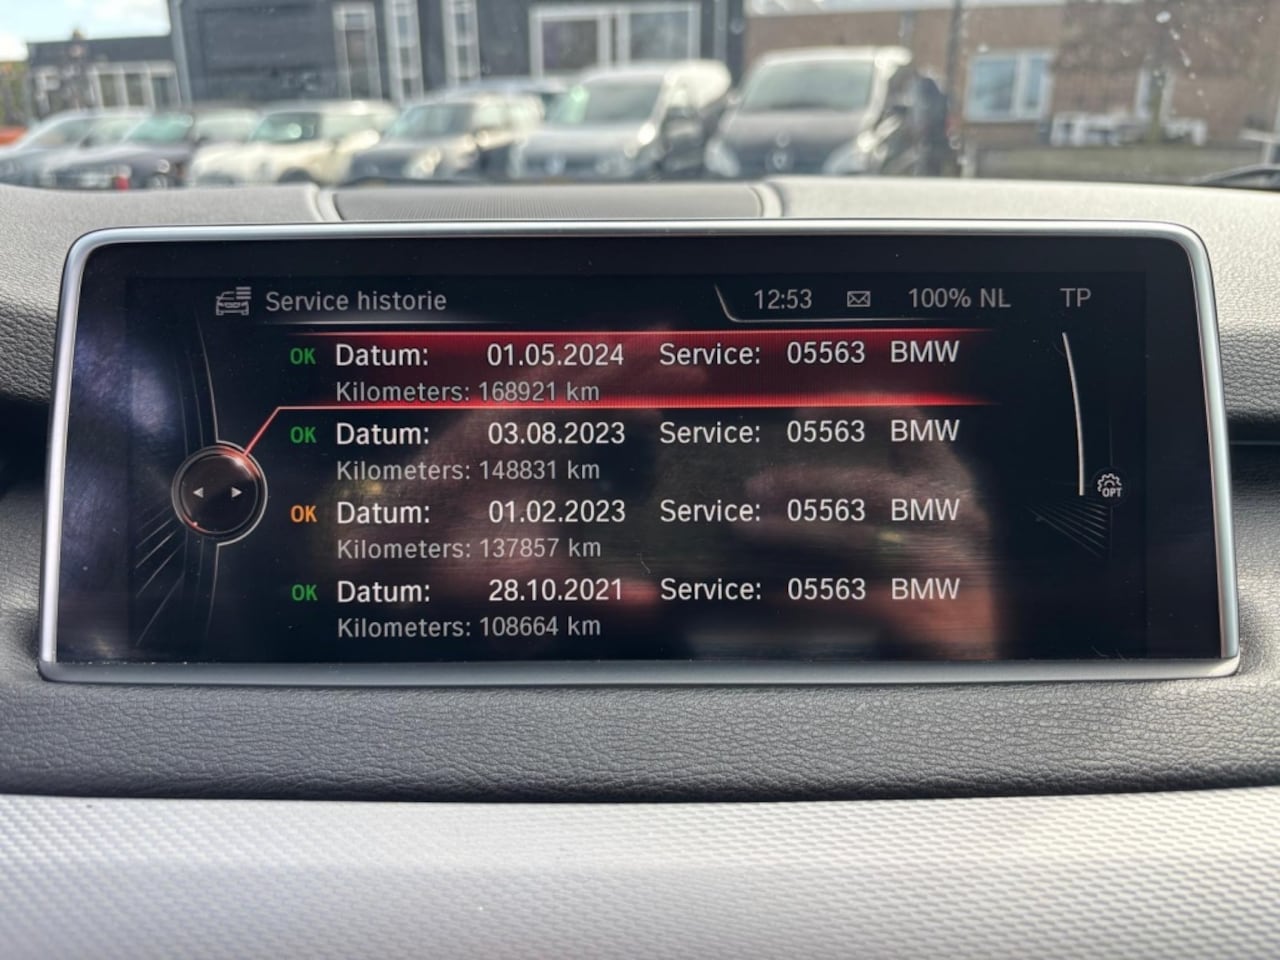 Service historie 12:53 100% NL TP
OK Datum: 01.05.2024 Service: 05563 BMW
Kilometers: 168921 km
OK Datum: 03.08.2023 Service: 05563 BMW
Kilometers: 148831 km
OK Datum: 01.02.2023 Service: 05563 BMW
Kilometers: 137857 km
OPT
OK Datum: 28.10.2021 Service: 05563 BMW
Kilometers: 108664 km